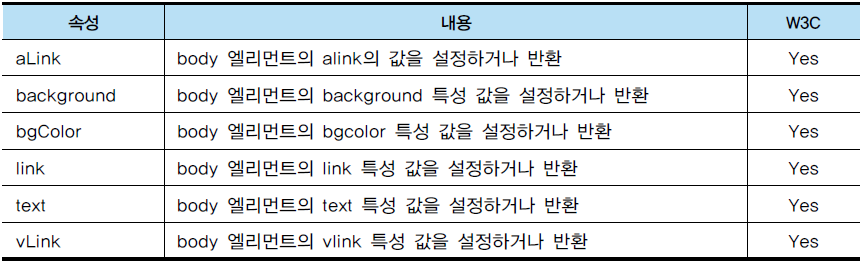 속성 내용 W3C
aLink body 엘리먼트의 alink의 값을 설정하거나 반환 Yes
background body 엘리먼트의 background 특성 값을 설정하거나 반환 Yes
bgColor body 엘리먼트의 bgcolor 특성 값을 설정하거나 반환 Yes
link body 엘리먼트의 link 특성 값을 설정하거나 반환 Yes
text body 엘리먼트의 text 특성 값을 설정하거나 반환 Yes
vLink body 엘리먼트의 vlink 특성 값을 설정하거나 반환 Yes